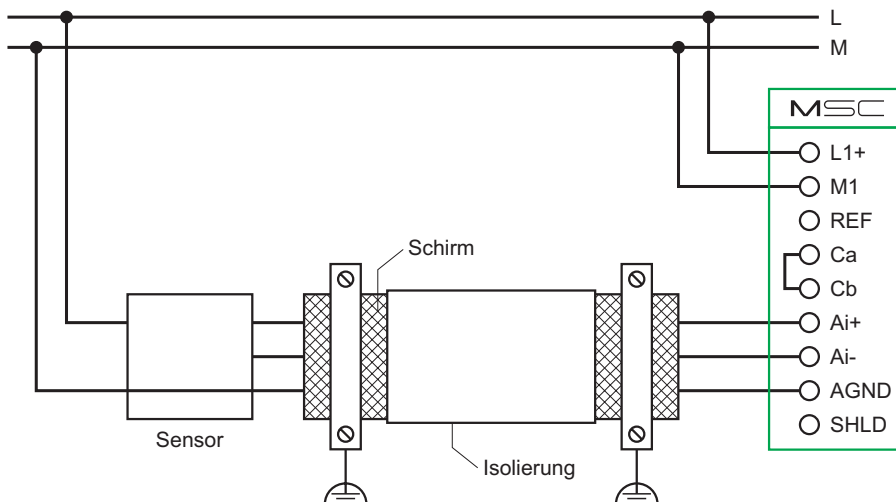 L
M
MSC
L1+
M1
REF
Ca
Cb
Ai+
Ai-
AGND
SHLD
Schirm
Sensor
Isolierung